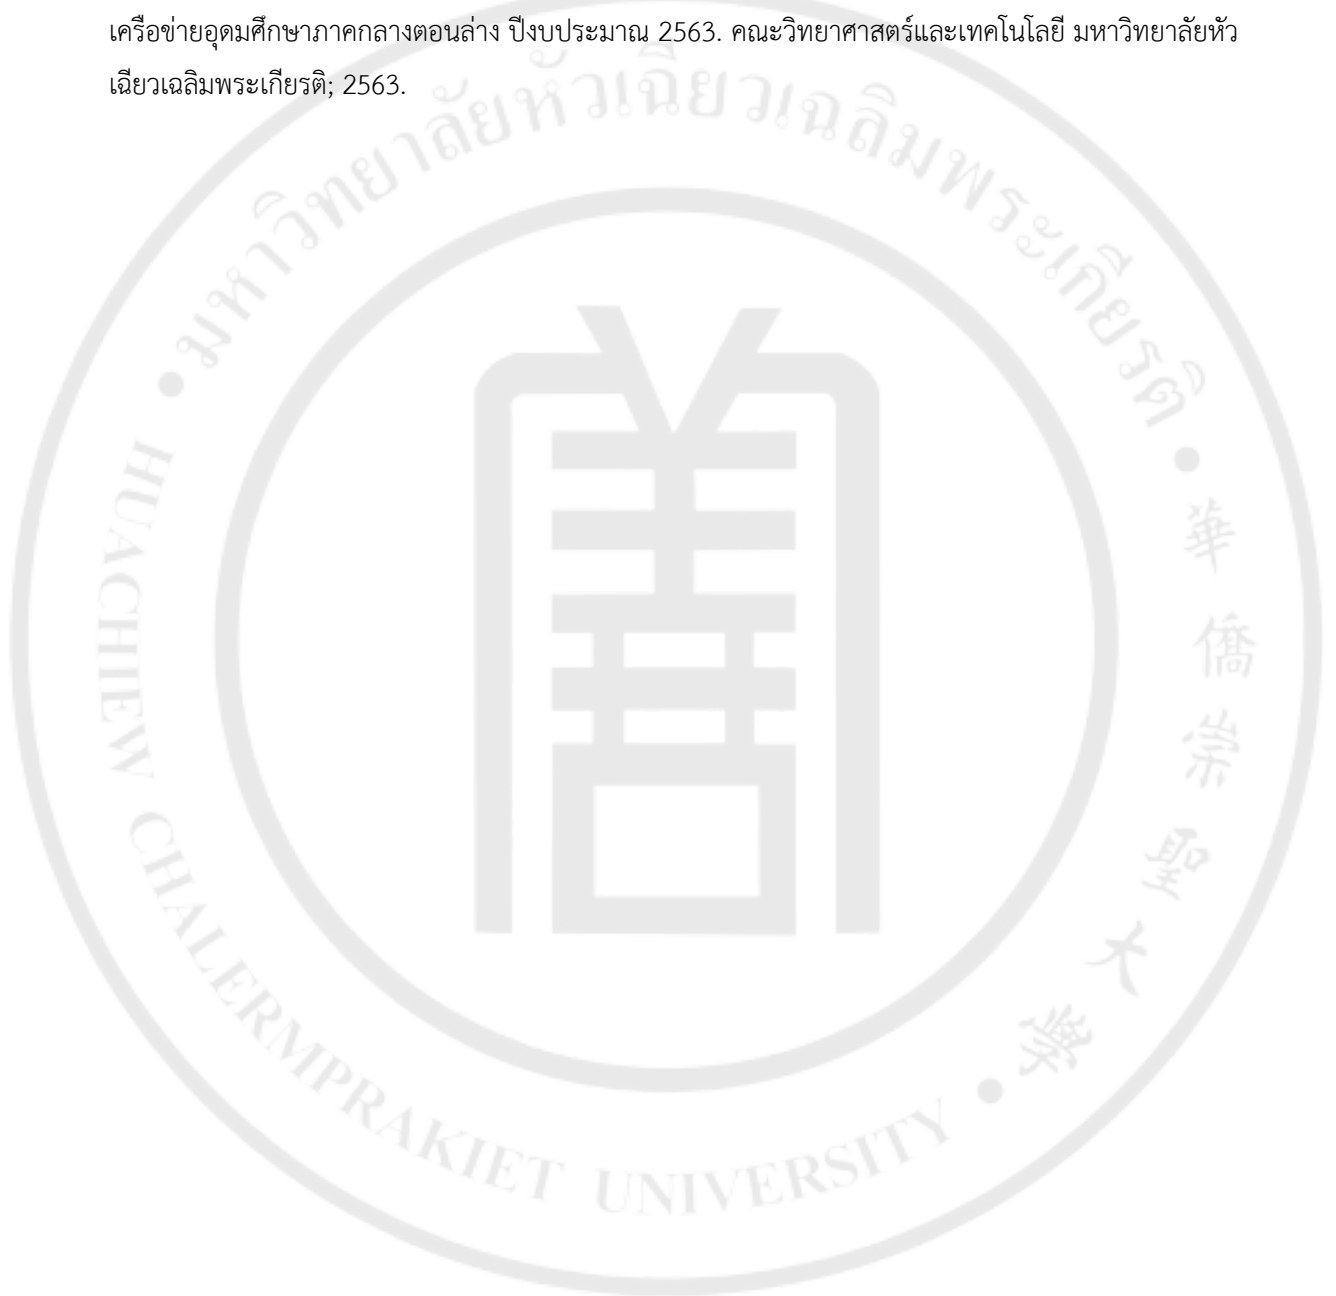 เครือข่ายอุดมศึกษาภาคกลางตอนล่าง ปีงบประมาณ 2563. คณะวิทยาศาสตร์และเทคโนโลยี มหาวิทยาลัยหัว
เฉียวเฉลิมพระเกียรติ; 2563.
มหาวิทยาลัยหัวเฉียวเฉลิมพระเกียรติ
華僑崇聖大學
HUACHIEW CHALERMPRAKIET UNIVERSITY